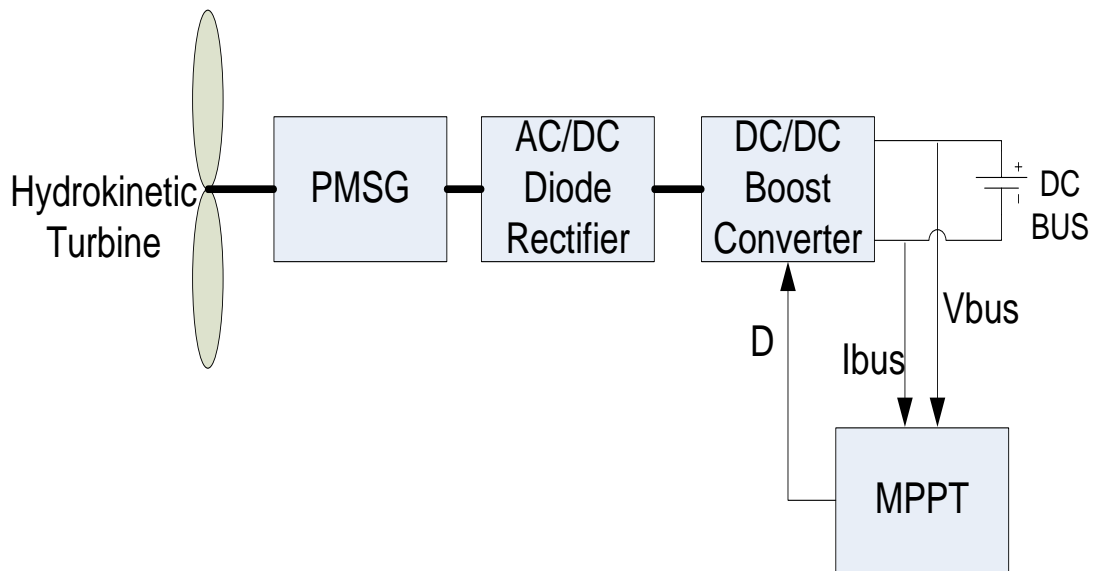 Hydrokinetic
Turbine
PMSG
AC/DC
Diode
Rectifier
DC/DC
Boost
Converter
+
-
DC
BUS
D
Ibus
Vbus
MPPT